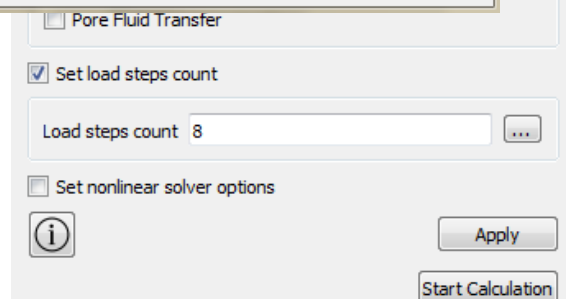 Pore Fluid Transfer
Set load steps count
Load steps count 8 ...
Set nonlinear solver options
i Apply
Start Calculation